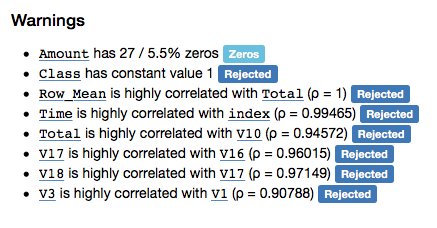 Warnings
Amount has 27 / 5.5% zeros Zeros
Class has constant value 1 Rejected
Row_Mean is highly correlated with Total (ρ = 1) Rejected
Time is highly correlated with index (ρ = 0.99465) Rejected
Total is highly correlated with V10 (ρ = 0.94572) Rejected
V17 is highly correlated with V16 (ρ = 0.96015) Rejected
V18 is highly correlated with V17 (ρ = 0.97149) Rejected
V3 is highly correlated with V1 (ρ = 0.90788) Rejected